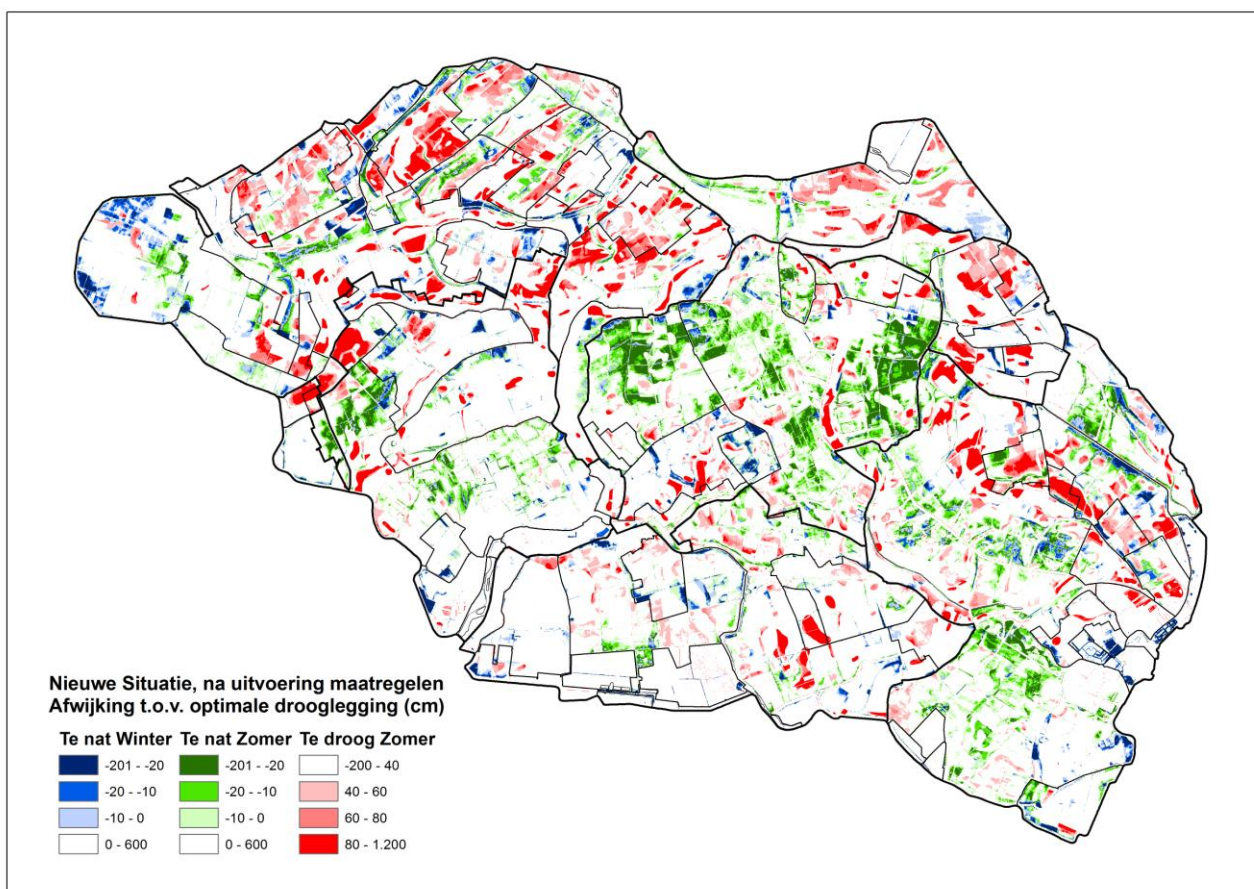 Nieuwe Situatie, na uitvoering maatregelen
Afwijking t.o.v. optimale drooglegging (cm)
Te nat Winter Te nat Zomer Te droog Zomer
-201 - -20 -201 - -20 -200 - 40
-20 - -10 -20 - -10 40 - 60
-10 - 0 -10 - 0 60 - 80
0 - 600 0 - 600 80 - 1.200